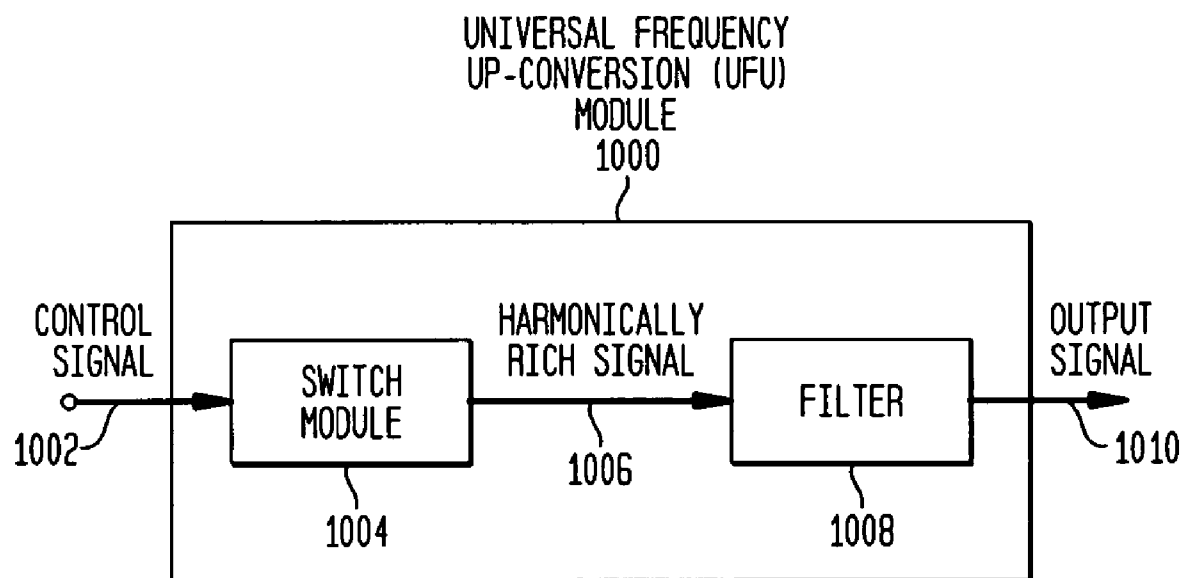 UNIVERSAL FREQUENCY
UP-CONVERSION (UFU)
MODULE
1000
CONTROL
SIGNAL
1002
SWITCH
MODULE
1004
HARMONICALLY
RICH SIGNAL
1006
FILTER
1008
OUTPUT
SIGNAL
1010